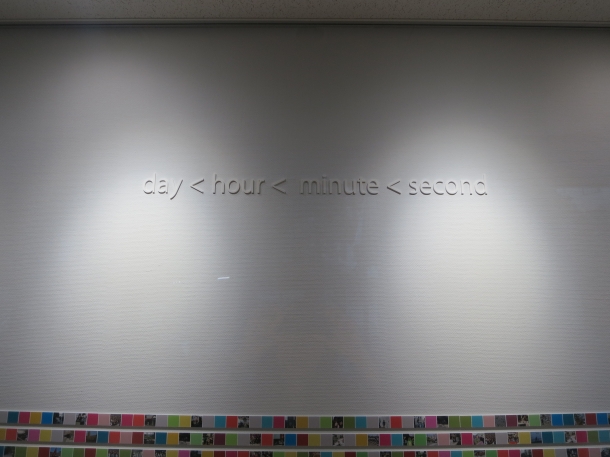 day < hour < minute < second